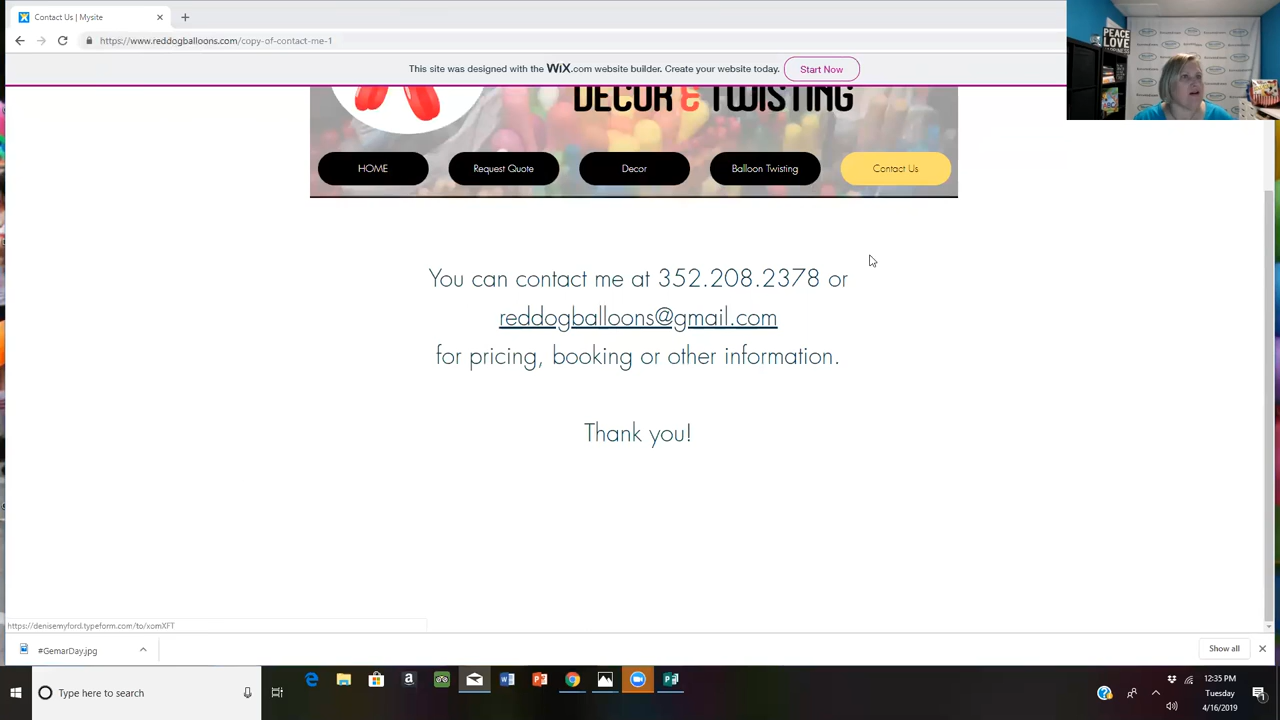 Contact Us | Mysite
https://www.reddogballoons.com/copy-of-contact-me-1
This site was designed with the WiX.com website builder. Create your website today. Start Now
PEACE
LOVE
DECOR & TWISTING
HOME Request Quote Decor Balloon Twisting Contact Us
You can contact me at 352.208.2378 or
reddogballoons@gmail.com
for pricing, booking or other information.
Thank you!
https://denisemyford.typeform.com/to/xomXFT
#GemarDay.jpg
Show all
Type here to search
12:35 PM
Tuesday
4/16/2019